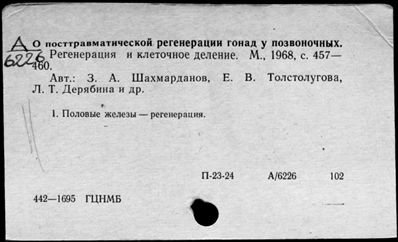 Д
6226
О посттравматической регенерации гонад у позвоночных.
Регенерация и клеточное деление. М., 1968, с. 457—
460.
Авт.: З. А. Шахмарданов, Е. В. Толстолугова,
Л. Т. Дерябина и др.
1. Половые железы — регенерация.
П-23-24 А/6226 102
442—1695 ГЦНМБ